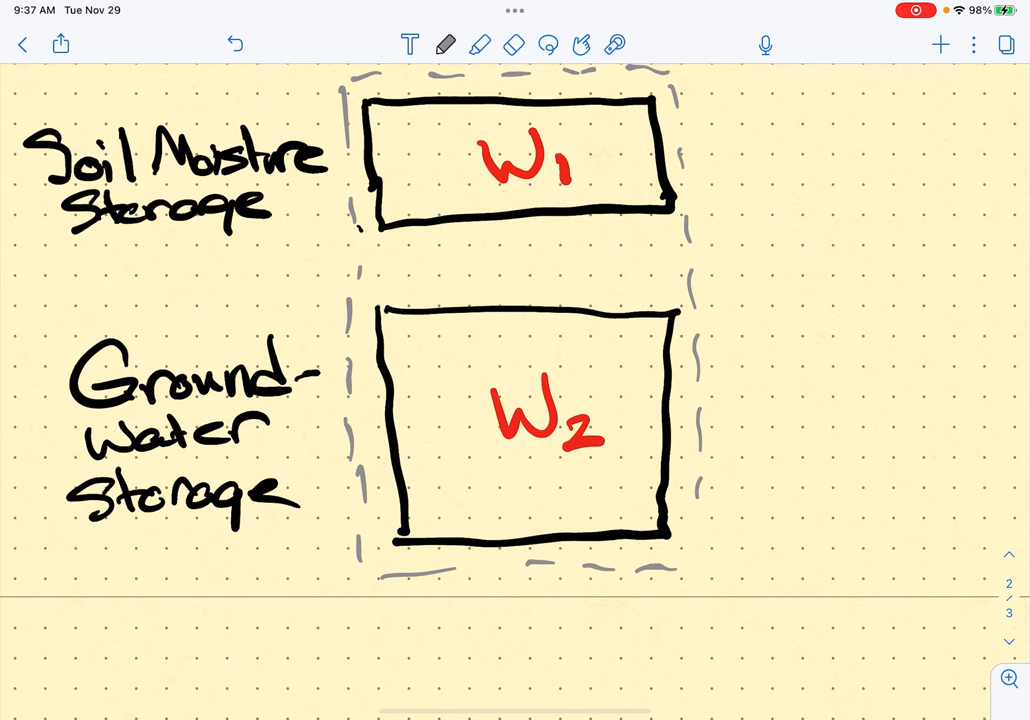 9:37 AM Tue Nov 29
98%
T
Soil Moisture
Storage
W1
Ground-
water
Storage
W2
2
/
3